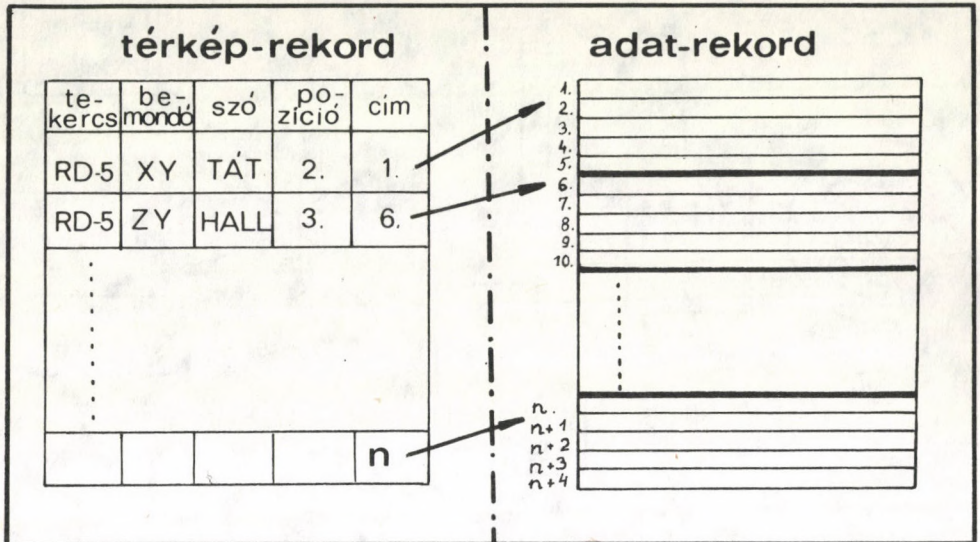 térkép-rekord
te-kercs be-mondó szó po-zíció cím
RD-5 XY TÁT 2. 1.
RD-5 ZY HALL 3. 6.
n
adat-rekord
1.
2.
3.
4.
5.
6.
7.
8.
9.
10.
n.
n+1
n+2
n+3
n+4